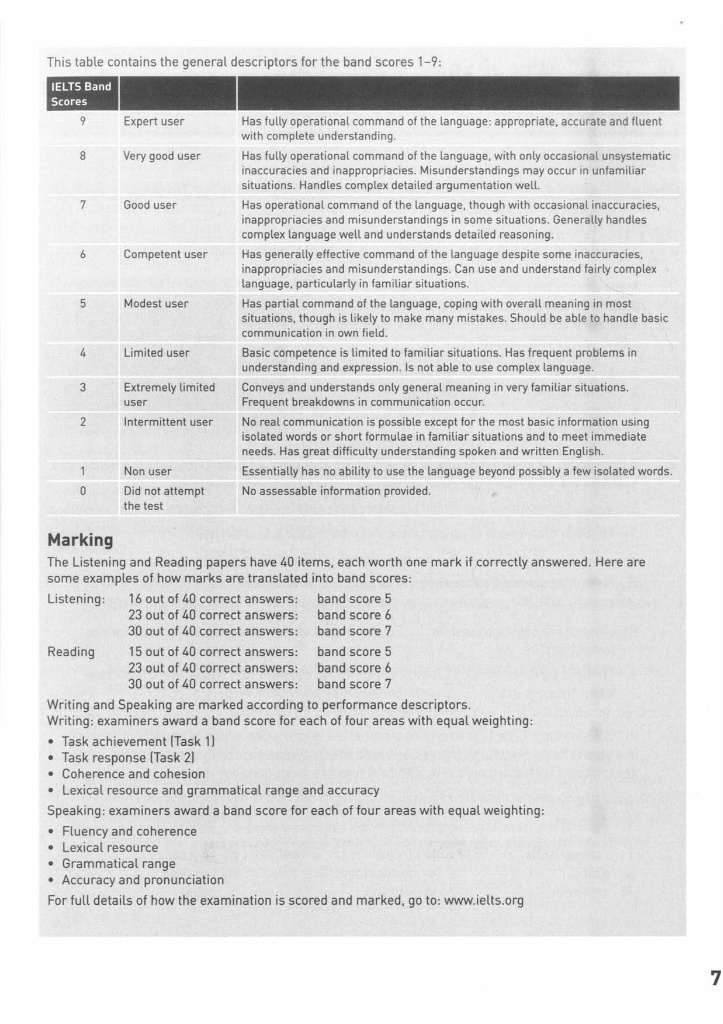 This table contains the general descriptors for the band scores 1–9:
IELTS Band
Scores
9 Expert user Has fully operational command of the language: appropriate, accurate and fluent
with complete understanding.
8 Very good user Has fully operational command of the language, with only occasional unsystematic
inaccuracies and inappropriacies. Misunderstandings may occur in unfamiliar
situations. Handles complex detailed argumentation well.
7 Good user Has operational command of the language, though with occasional inaccuracies,
inappropriacies and misunderstandings in some situations. Generally handles
complex language well and understands detailed reasoning.
6 Competent user Has generally effective command of the language despite some inaccuracies,
inappropriacies and misunderstandings. Can use and understand fairly complex
language, particularly in familiar situations.
5 Modest user Has partial command of the language, coping with overall meaning in most
situations, though is likely to make many mistakes. Should be able to handle basic
communication in own field.
4 Limited user Basic competence is limited to familiar situations. Has frequent problems in
understanding and expression. Is not able to use complex language.
3 Extremely limited Conveys and understands only general meaning in very familiar situations.
user Frequent breakdowns in communication occur.
2 Intermittent user No real communication is possible except for the most basic information using
isolated words or short formulae in familiar situations and to meet immediate
needs. Has great difficulty understanding spoken and written English.
1 Non user Essentially has no ability to use the language beyond possibly a few isolated words.
0 Did not attempt No assessable information provided.
the test
Marking
The Listening and Reading papers have 40 items, each worth one mark if correctly answered. Here are
some examples of how marks are translated into band scores:
Listening: 16 out of 40 correct answers: band score 5
23 out of 40 correct answers: band score 6
30 out of 40 correct answers: band score 7
Reading 15 out of 40 correct answers: band score 5
23 out of 40 correct answers: band score 6
30 out of 40 correct answers: band score 7
Writing and Speaking are marked according to performance descriptors.
Writing: examiners award a band score for each of four areas with equal weighting:
• Task achievement (Task 1)
• Task response (Task 2)
• Coherence and cohesion
• Lexical resource and grammatical range and accuracy
Speaking: examiners award a band score for each of four areas with equal weighting:
• Fluency and coherence
• Lexical resource
• Grammatical range
• Accuracy and pronunciation
For full details of how the examination is scored and marked, go to: www.ielts.org
7